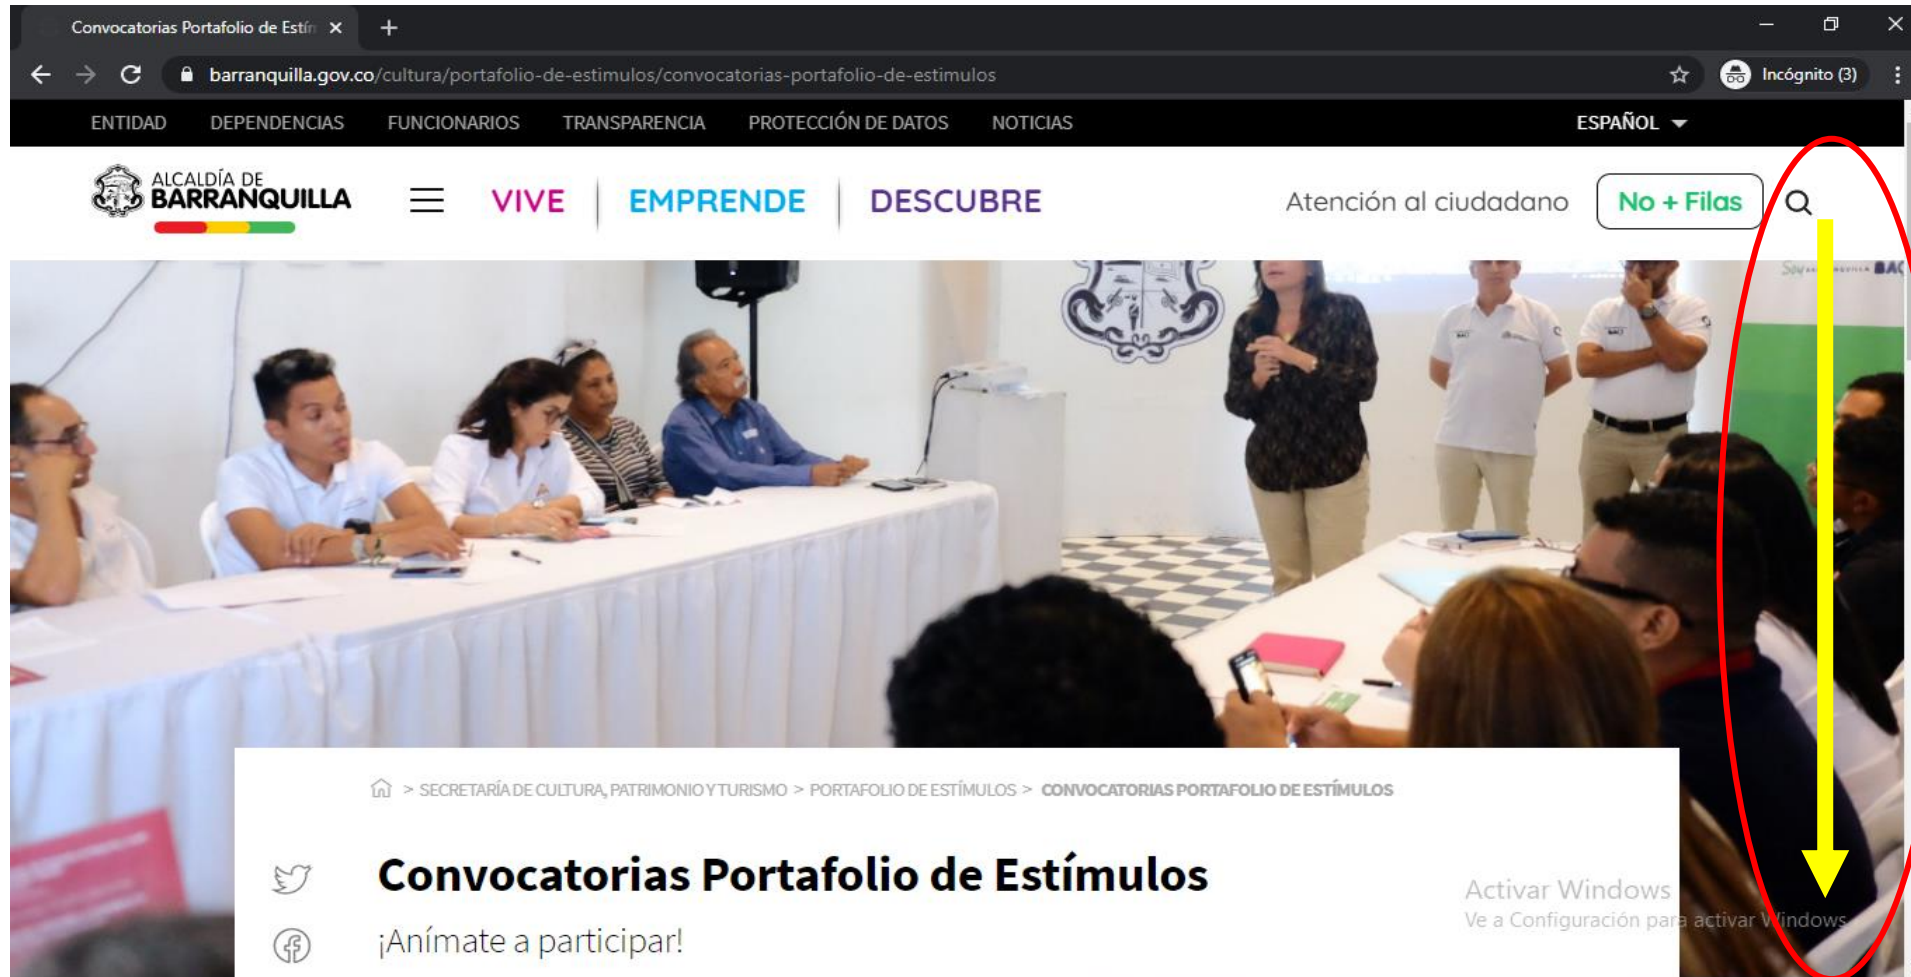 Convocatorias Portafolio de Estím
barranquilla.gov.co/cultura/portafolio-de-estimulos/convocatorias-portafolio-de-estimulos
Incógnito (3)
ENTIDAD DEPENDENCIAS FUNCIONARIOS TRANSPARENCIA PROTECCIÓN DE DATOS NOTICIAS ESPAÑOL
ALCALDÍA DE
BARRANQUILLA
VIVE EMPRENDE DESCUBRE Atención al ciudadano No + Filas
Soy
> SECRETARÍA DE CULTURA, PATRIMONIO Y TURISMO > PORTAFOLIO DE ESTÍMULOS > CONVOCATORIAS PORTAFOLIO DE ESTÍMULOS
Convocatorias Portafolio de Estímulos
¡Anímate a participar!
Activar Windows
Ve a Configuración para activar Windows.